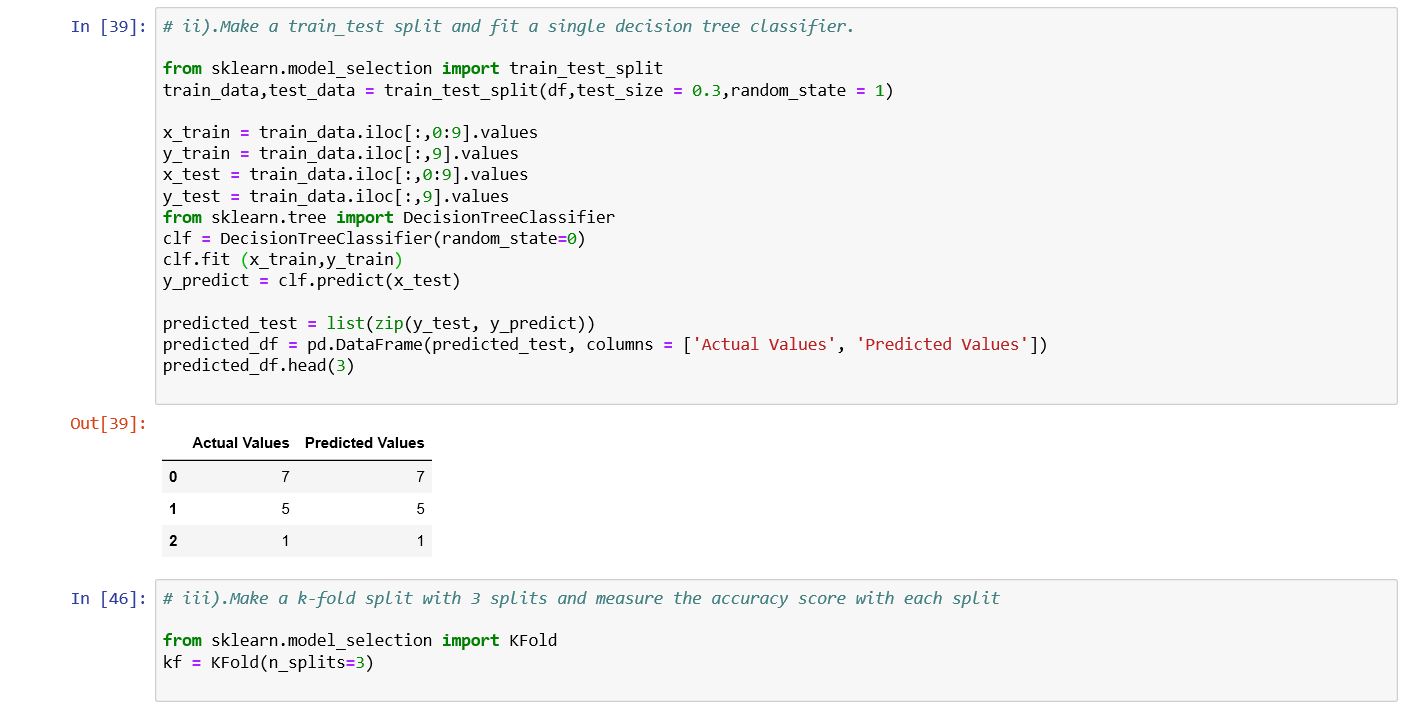 In [39]: # ii).Make a train_test split and fit a single decision tree classifier.
from sklearn.model_selection import train_test_split
train_data,test_data = train_test_split(df,test_size = 0.3,random_state = 1)
x_train = train_data.iloc[:,0:9].values
y_train = train_data.iloc[:,9].values
x_test = train_data.iloc[:,0:9].values
y_test = train_data.iloc[:,9].values
from sklearn.tree import DecisionTreeClassifier
clf = DecisionTreeClassifier(random_state=0)
clf.fit (x_train,y_train)
y_predict = clf.predict(x_test)
predicted_test = list(zip(y_test, y_predict))
predicted_df = pd.DataFrame(predicted_test, columns = ['Actual Values', 'Predicted Values'])
predicted_df.head(3)
Out[39]:
Actual Values Predicted Values
0 7 7
1 5 5
2 1 1
In [46]: # iii).Make a k-fold split with 3 splits and measure the accuracy score with each split
from sklearn.model_selection import KFold
kf = KFold(n_splits=3)